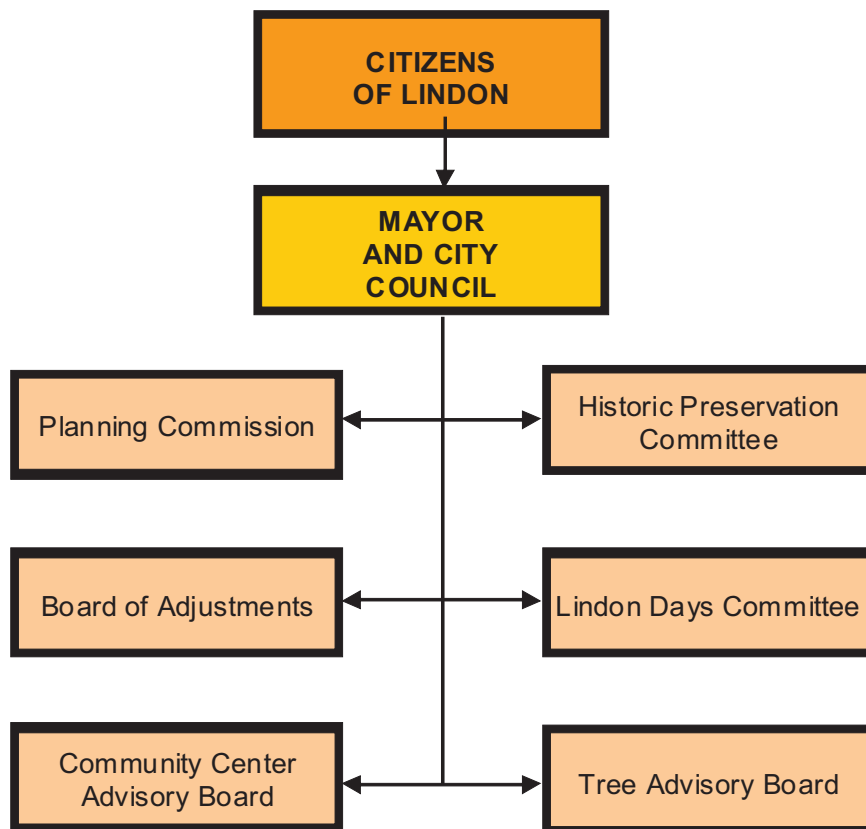 CITIZENS
OF LINDON
MAYOR
AND CITY
COUNCIL
Planning Commission
Historic Preservation
Committee
Board of Adjustments
Lindon Days Committee
Community Center
Advisory Board
Tree Advisory Board